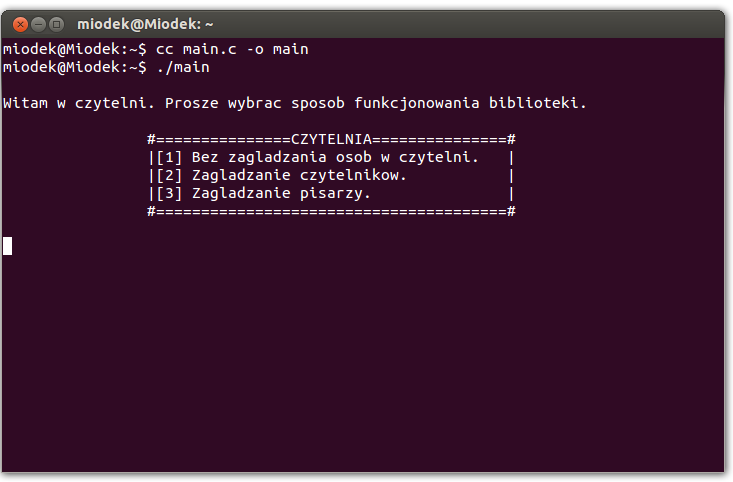 miodek@Miodek: ~
miodek@Miodek:~$ cc main.c -o main
miodek@Miodek:~$ ./main
Witam w czytelni. Prosze wybrac sposob funkcjonowania biblioteki.
#===============CZYTELNIA===============#
|[1] Bez zagladzania osob w czytelni.   |
|[2] Zagladzanie czytelnikow.           |
|[3] Zagladzanie pisarzy.               |
#=======================================#